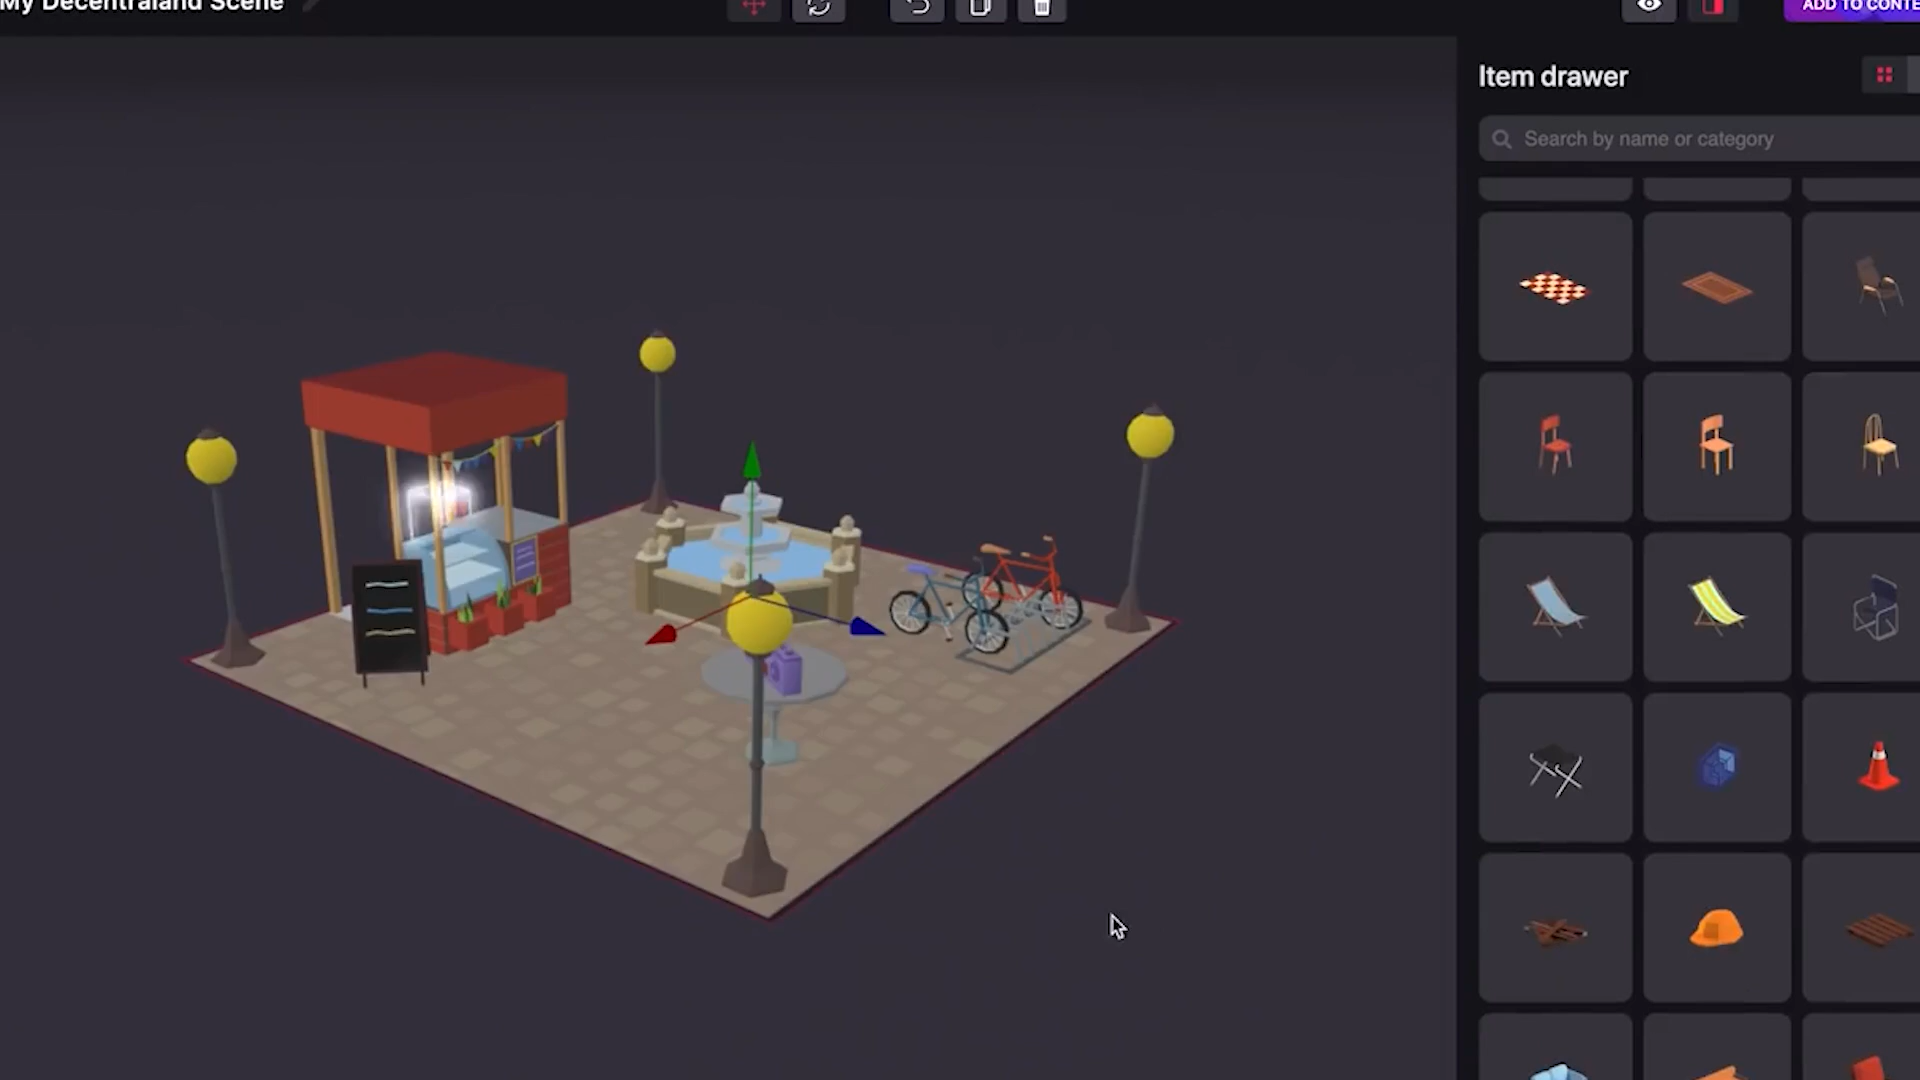 My Decentraland Scene
ADD TO CONTE
Item drawer
Search by name or category